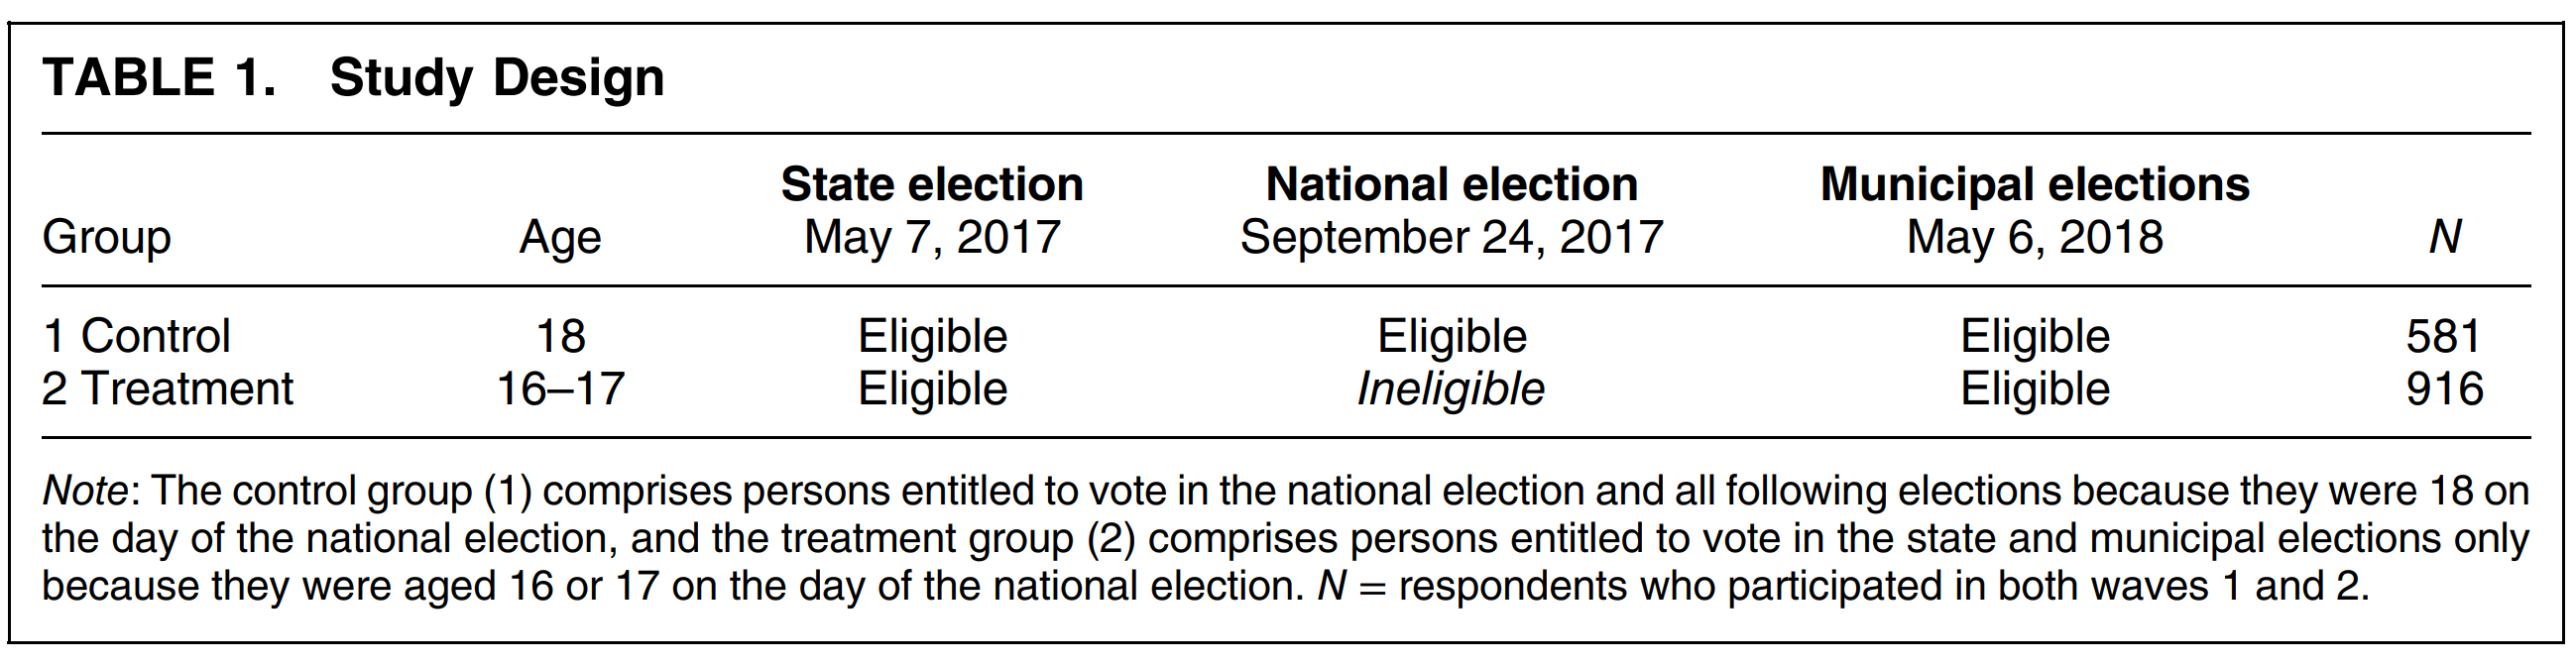 TABLE 1. Study Design
State election National election Municipal elections
Group Age May 7, 2017 September 24, 2017 May 6, 2018 N
1 Control 18 Eligible Eligible Eligible 581
2 Treatment 16–17 Eligible Ineligible Eligible 916
Note: The control group (1) comprises persons entitled to vote in the national election and all following elections because they were 18 on
the day of the national election, and the treatment group (2) comprises persons entitled to vote in the state and municipal elections only
because they were aged 16 or 17 on the day of the national election. N = respondents who participated in both waves 1 and 2.